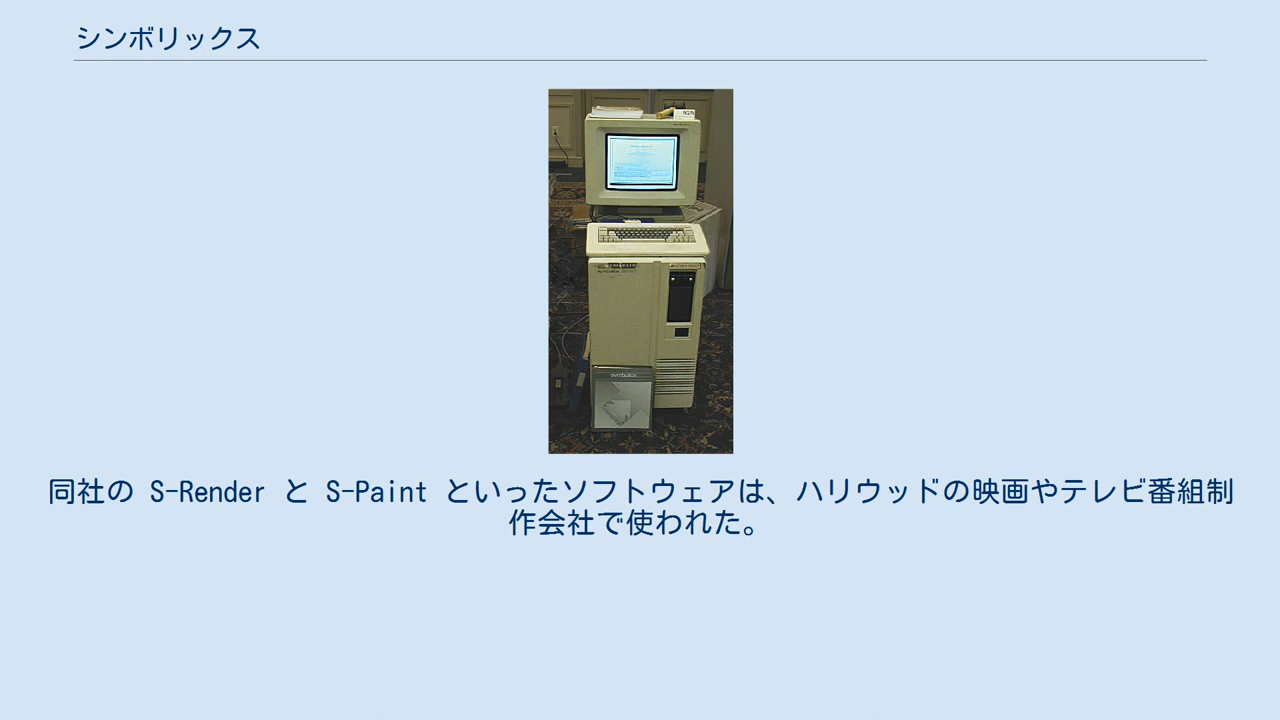 シンボリックス
symbolics
同社の S-Render と S-Paint といったソフトウェアは、ハリウッドの映画やテレビ番組制
作会社で使われた。